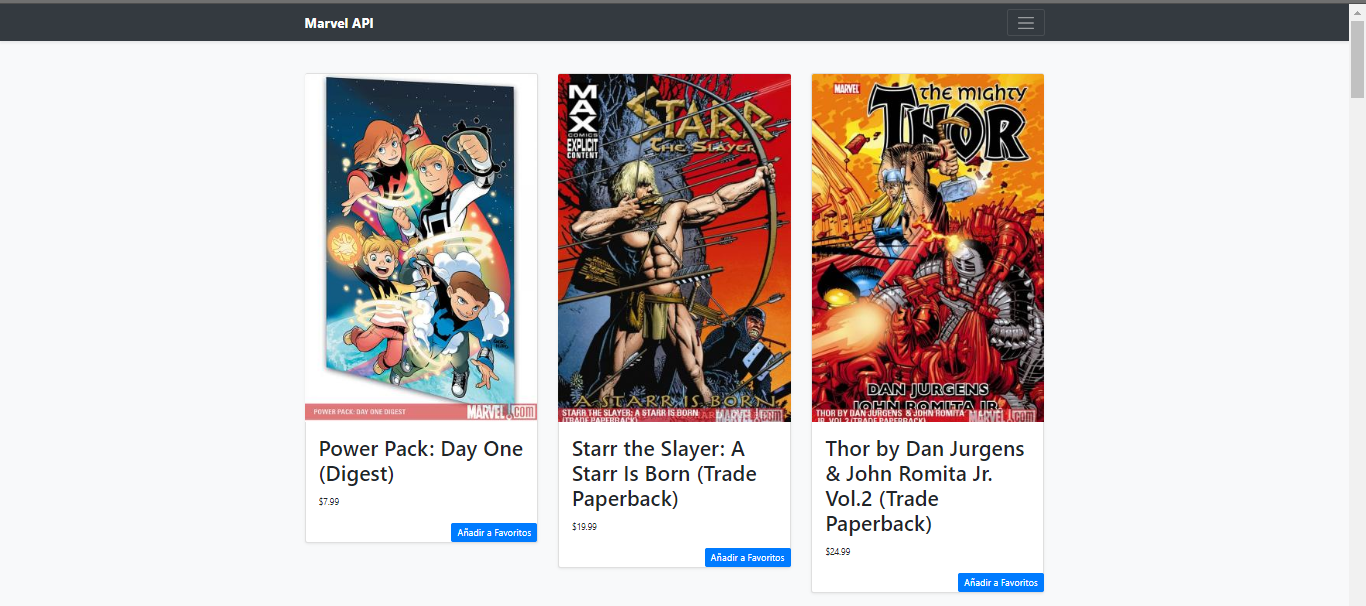 Marvel API
POWER PACK: DAY ONE DIGEST
MARVEL.com
Power Pack: Day One
(Digest)
$7.99
Añadir a Favoritos
MAX
COMICS
EXPLICIT
CONTENT
STARR
THE SLAYER
A STARR IS BORN
STARR THE SLAYER: A STARR IS BORN
(TRADE PAPERBACK)
MARVEL.com
Starr the Slayer: A
Starr Is Born (Trade
Paperback)
$19.99
Añadir a Favoritos
MARVEL
THE MIGHTY
THOR
DAN JURGENS
JOHN ROMITA JR.
THOR BY DAN JURGENS & JOHN ROMITA
JR. VOL.2 (TRADE PAPERBACK)
MARVEL.com
Thor by Dan Jurgens
& John Romita Jr.
Vol.2 (Trade
Paperback)
$24.99
Añadir a Favoritos